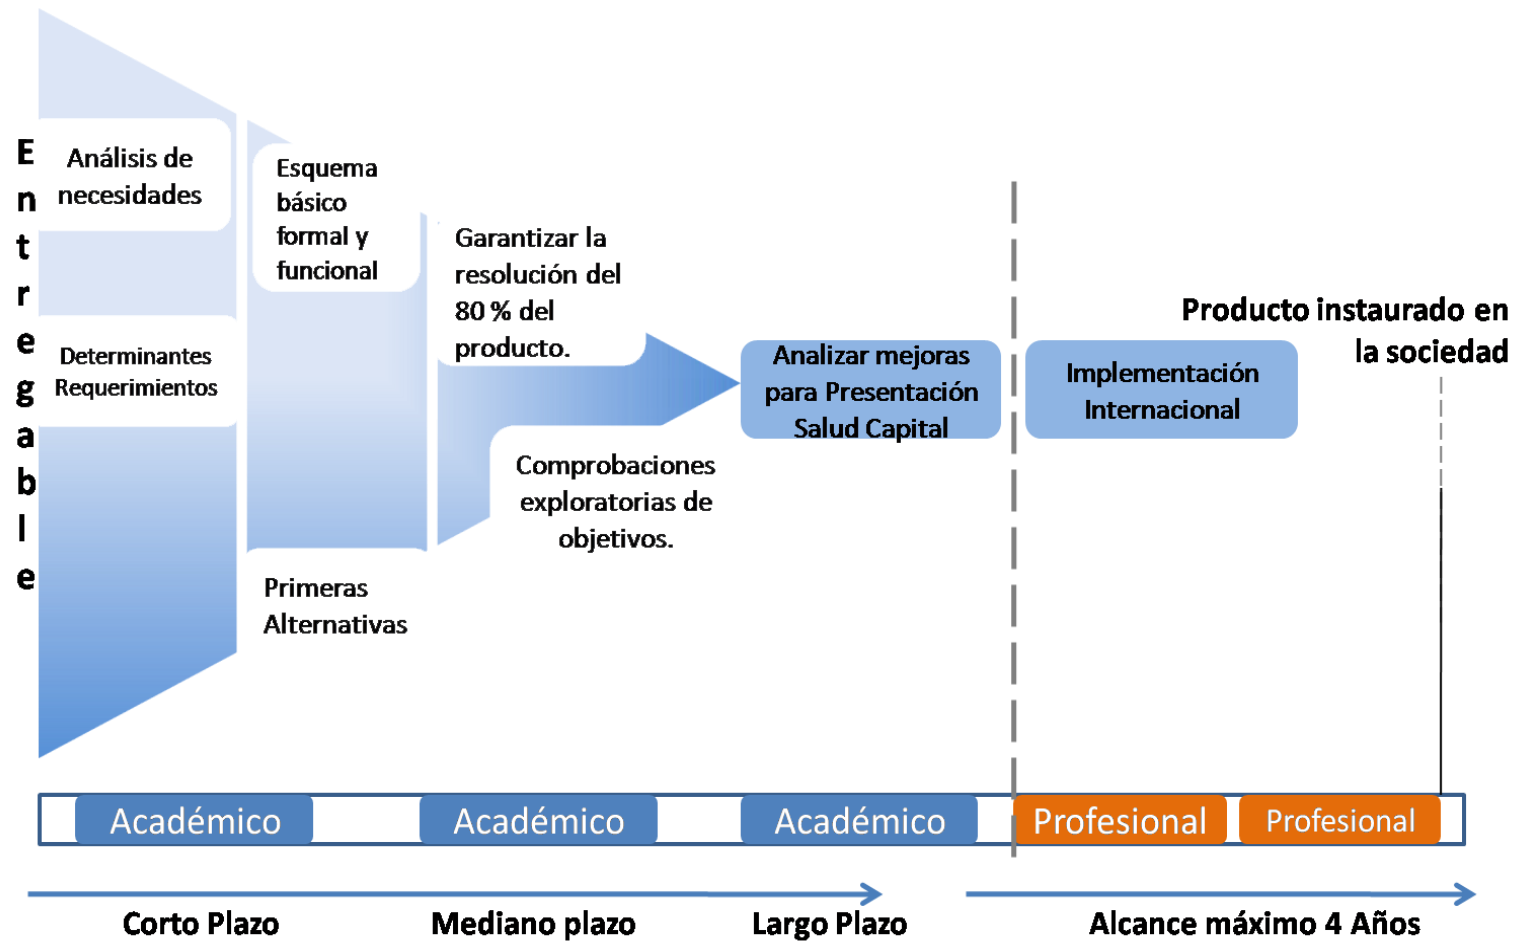 Entregable
Análisis de
necesidades
Determinantes
Requerimientos
Esquema
básico
formal y
funcional
Primeras
Alternativas
Garantizar la
resolución del
80 % del
producto.
Comprobaciones
exploratorias de
objetivos.
Analizar mejoras
para Presentación
Salud Capital
Implementación
Internacional
Producto instaurado en
la sociedad
Académico
Académico
Académico
Profesional
Profesional
Corto Plazo
Mediano plazo
Largo Plazo
Alcance máximo 4 Años